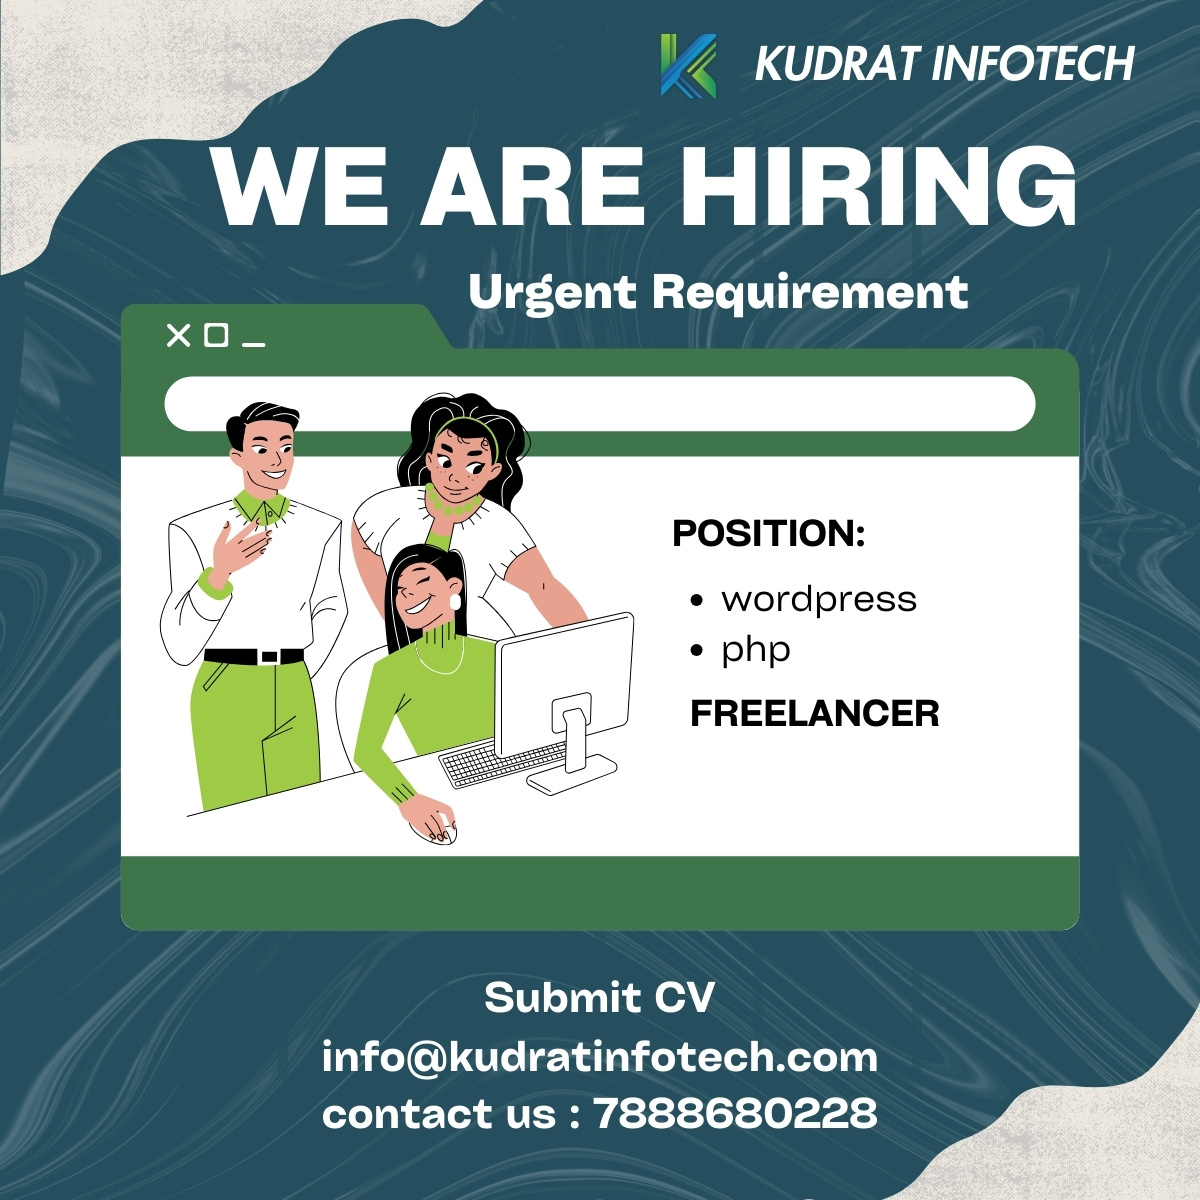 KUDRAT INFOTECH
WE ARE HIRING
Urgent Requirement
POSITION:
• wordpress
• php
FREELANCER
Submit CV
info@kudratinfotech.com
contact us : 7888680228